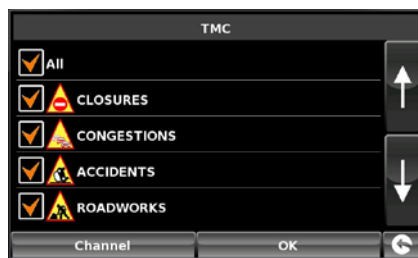 TMC
All
CLOSURES
CONGESTIONS
ACCIDENTS
ROADWORKS
Channel OK